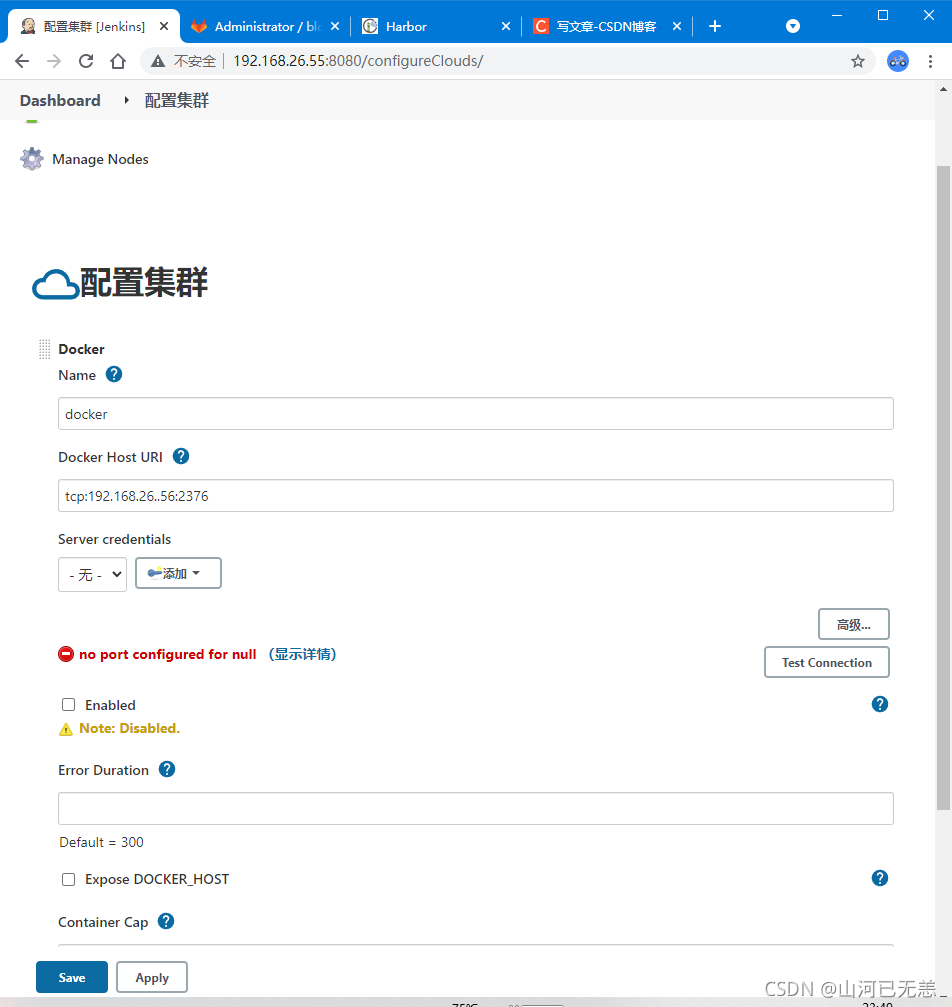 配置集群 [Jenkins]
Administrator / blo
Harbor
写文章-CSDN博客
不安全
192.168.26.55:8080/configureClouds/
Dashboard
配置集群
Manage Nodes
配置集群
Docker
Name
docker
Docker Host URI
tcp:192.168.26..56:2376
Server credentials
- 无 -
添加
高级...
no port configured for null (显示详情)
Test Connection
Enabled
Note: Disabled.
Error Duration
Default = 300
Expose DOCKER_HOST
Container Cap
Save
Apply
CSDN @山河已无恙